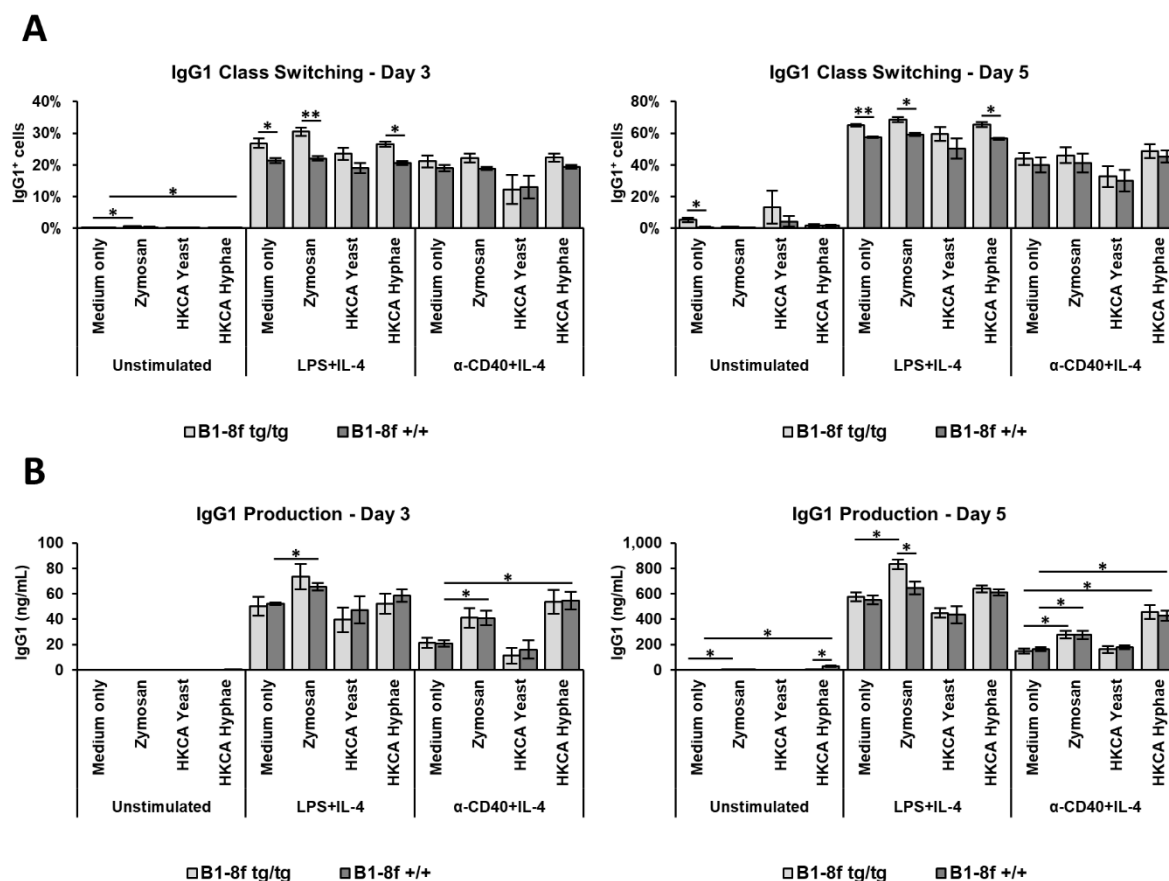 A
IgG1 Class Switching - Day 3
IgG1⁺ cells
40%
30%
20%
10%
0%
* ** * * *
Medium only
Zymosan
HKCA Yeast
HKCA Hyphae
Medium only
Zymosan
HKCA Yeast
HKCA Hyphae
Medium only
Zymosan
HKCA Yeast
HKCA Hyphae
Unstimulated LPS+IL-4 α-CD40+IL-4
B1-8f tg/tg B1-8f +/+
IgG1 Class Switching - Day 5
IgG1⁺ cells
80%
60%
40%
20%
0%
* ** * *
Medium only
Zymosan
HKCA Yeast
HKCA Hyphae
Medium only
Zymosan
HKCA Yeast
HKCA Hyphae
Medium only
Zymosan
HKCA Yeast
HKCA Hyphae
Unstimulated LPS+IL-4 α-CD40+IL-4
B1-8f tg/tg B1-8f +/+
B
IgG1 Production - Day 3
IgG1 (ng/mL)
100
80
60
40
20
0
* * *
Medium only
Zymosan
HKCA Yeast
HKCA Hyphae
Medium only
Zymosan
HKCA Yeast
HKCA Hyphae
Medium only
Zymosan
HKCA Yeast
HKCA Hyphae
Unstimulated LPS+IL-4 α-CD40+IL-4
B1-8f tg/tg B1-8f +/+
IgG1 Production - Day 5
IgG1 (ng/mL)
1,000
800
600
400
200
0
* * * * * * * * *
Medium only
Zymosan
HKCA Yeast
HKCA Hyphae
Medium only
Zymosan
HKCA Yeast
HKCA Hyphae
Medium only
Zymosan
HKCA Yeast
HKCA Hyphae
Unstimulated LPS+IL-4 α-CD40+IL-4
B1-8f tg/tg B1-8f +/+